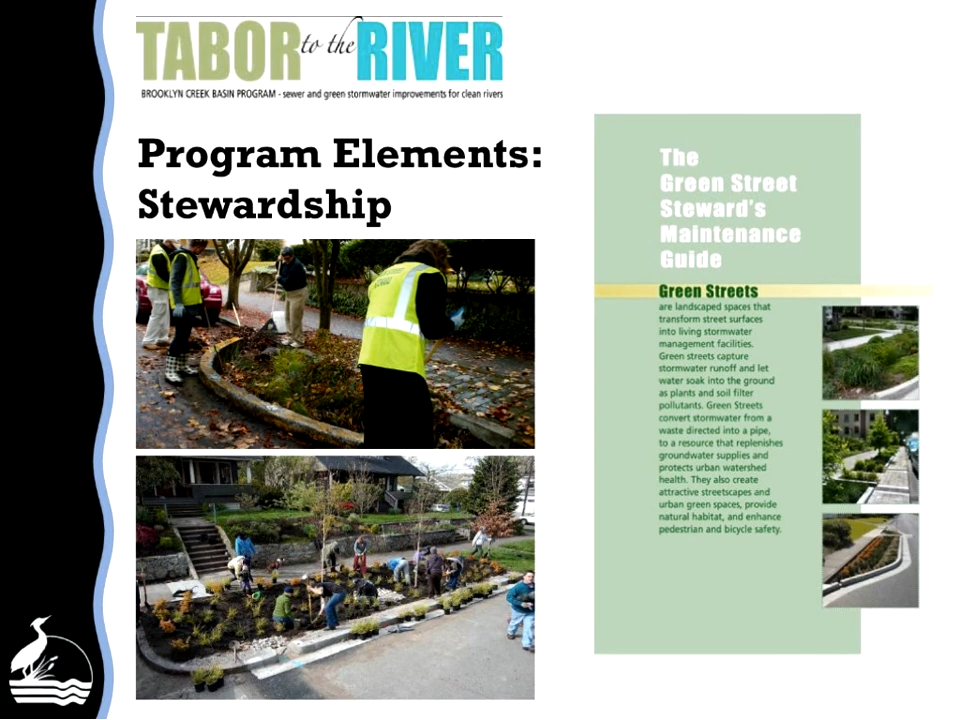 TABOR to the RIVER
BROOKLYN CREEK BASIN PROGRAM - sewer and green stormwater improvements for clean rivers
Program Elements:
Stewardship
The
Green Street
Steward's
Maintenance
Guide
Green Streets
are landscaped spaces that
transform street surfaces
into living stormwater
management facilities.
Green streets capture
stormwater runoff and let
water soak into the ground
as plants and soil filter
pollutants. Green Streets
convert stormwater from a
waste directed into a pipe,
to a resource that replenishes
groundwater supplies and
protects urban watershed
health. They also create
attractive streetscapes and
urban green spaces, provide
natural habitat, and enhance
pedestrian and bicycle safety.